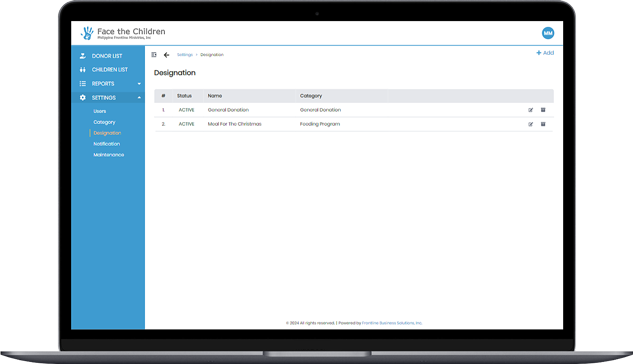 Face the Children
Philippine Frontline Ministries, Inc.
MM
DONOR LIST
CHILDREN LIST
REPORTS
SETTINGS
Users
Category
Designation
Notification
Maintenance
Settings / Designation
+ Add
Designation
# Status Name Category
1 ACTIVE General Donation General Donation
2 ACTIVE Meal For The Christmas Feeding Program
© 2024 All rights reserved. | Powered by Frontline Business Solutions, Inc.